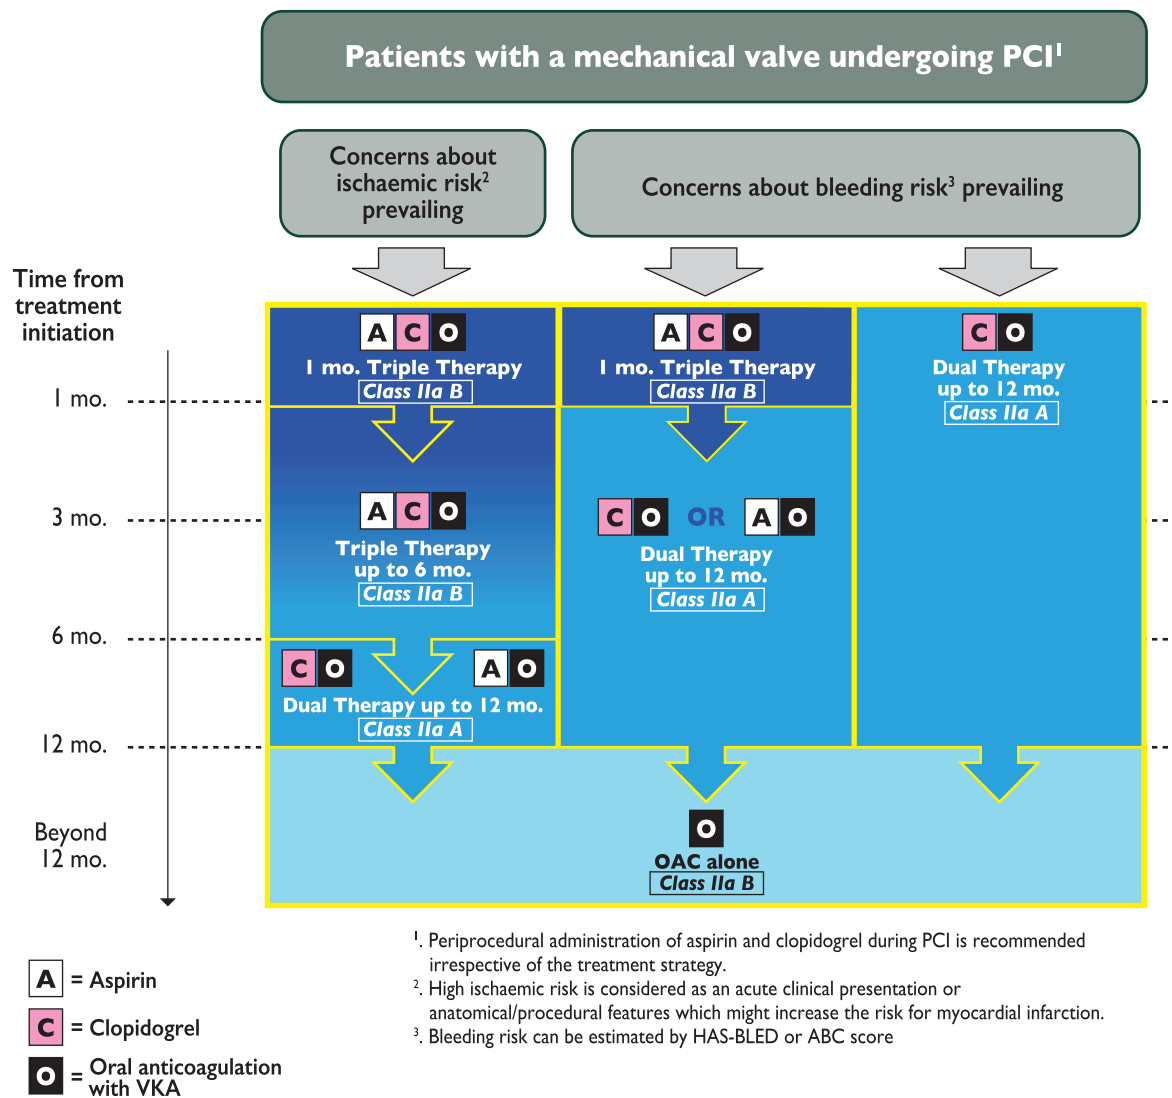 Patients with a mechanical valve undergoing PCI¹
Concerns about
ischaemic risk²
prevailing
Concerns about bleeding risk³ prevailing
Time from
treatment
initiation
A C O
1 mo. Triple Therapy
Class IIa B
A C O
1 mo. Triple Therapy
Class IIa B
C O
Dual Therapy
up to 12 mo.
Class IIa A
1 mo.
A C O
Triple Therapy
up to 6 mo.
Class IIa B
C O OR A O
Dual Therapy
up to 12 mo.
Class IIa A
3 mo.
6 mo.
C O
A O
Dual Therapy up to 12 mo.
Class IIa A
12 mo.
Beyond
12 mo.
O
OAC alone
Class IIa B
A = Aspirin
C = Clopidogrel
O = Oral anticoagulation
with VKA
¹. Periprocedural administration of aspirin and clopidogrel during PCI is recommended
irrespective of the treatment strategy.
². High ischaemic risk is considered as an acute clinical presentation or
anatomical/procedural features which might increase the risk for myocardial infarction.
³. Bleeding risk can be estimated by HAS-BLED or ABC score